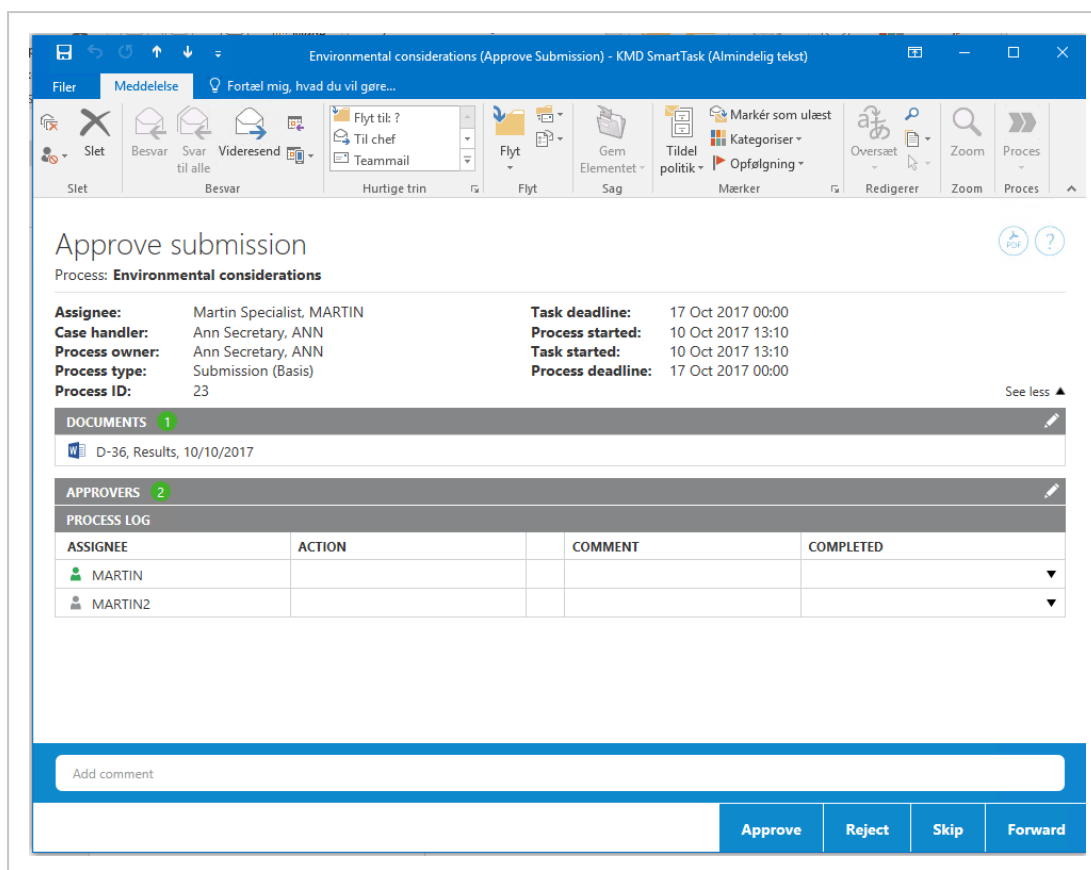 Environmental considerations (Approve Submission) - KMD SmartTask (Almindelig tekst)
Filer Meddelelse Fortæl mig, hvad du vil gøre...
Slet
Besvar
Svar til alle
Videresend
Flyt til: ?
Til chef
Teammail
Flyt
Gem Elementet
Tildel politik
Markér som ulæst
Kategoriser
Opfølgning
Oversæt
Zoom
Proces
Slet Besvar Hurtige trin Flyt Sag Mærker Redigerer Zoom Proces
Approve submission
PDF ?
Process: Environmental considerations
Assignee: Martin Specialist, MARTIN Task deadline: 17 Oct 2017 00:00
Case handler: Ann Secretary, ANN Process started: 10 Oct 2017 13:10
Process owner: Ann Secretary, ANN Task started: 10 Oct 2017 13:10
Process type: Submission (Basis) Process deadline: 17 Oct 2017 00:00
Process ID: 23 See less
DOCUMENTS 1
D-36, Results, 10/10/2017
APPROVERS 2
PROCESS LOG
ASSIGNEE ACTION COMMENT COMPLETED
MARTIN
MARTIN2
Add comment
Approve Reject Skip Forward